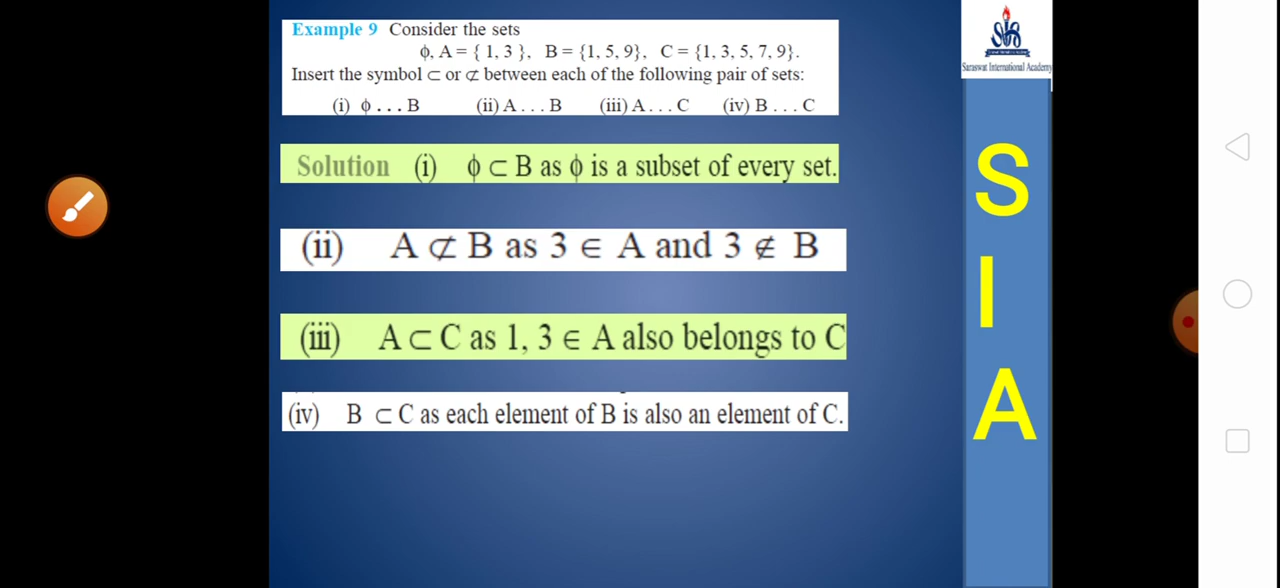 Example 9 Consider the sets
ϕ, A = { 1, 3 }, B = {1, 5, 9}, C = {1, 3, 5, 7, 9}.
Insert the symbol ⊂ or ⊄ between each of the following pair of sets:
(i) ϕ . . . B (ii) A . . . B (iii) A . . . C (iv) B . . . C
Solution (i) ϕ ⊂ B as ϕ is a subset of every set.
(ii) A ⊄ B as 3 ∈ A and 3 ∉ B
(iii) A ⊂ C as 1, 3 ∈ A also belongs to C
(iv) B ⊂ C as each element of B is also an element of C.
SIA
Saraswat International Academy
S
I
A